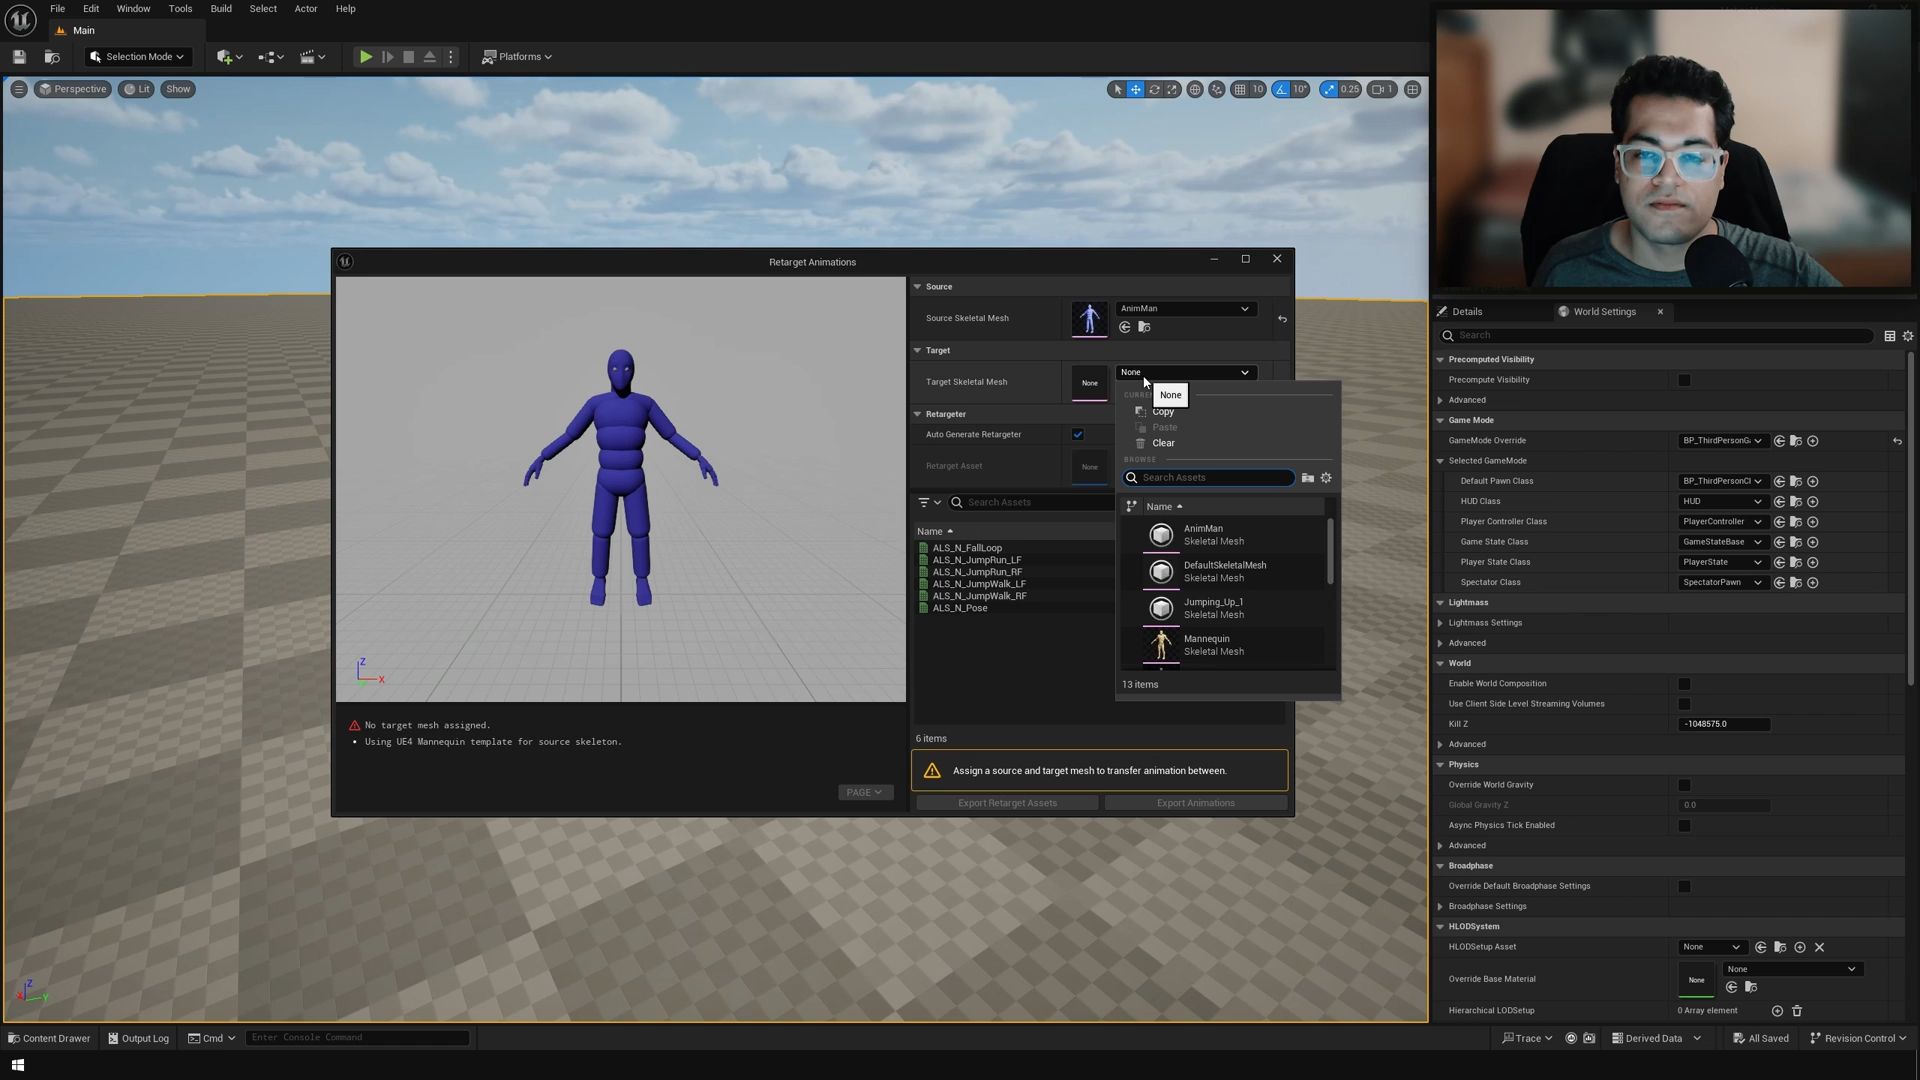 File Edit Window Tools Build Select Actor Help
Main
Selection Mode
Platforms
Perspective Lit Show
10 10° 0.25 1
Retarget Animations
Source
Source Skeletal Mesh
AnimMan
Target
Target Skeletal Mesh
None
None
None
Retargeter
Auto Generate Retargeter
Retarget Asset
None
Search Assets
Name
ALS_N_FallLoop
ALS_N_JumpRun_LF
ALS_N_JumpRun_RF
ALS_N_JumpWalk_LF
ALS_N_JumpWalk_RF
ALS_N_Pose
6 items
Copy
Paste
Clear
BROWSE
Search Assets
Name
AnimMan
Skeletal Mesh
DefaultSkeletalMesh
Skeletal Mesh
Jumping_Up_1
Skeletal Mesh
Mannequin
Skeletal Mesh
13 items
Z
X
No target mesh assigned.
• Using UE4 Mannequin template for source skeleton.
PAGE
Assign a source and target mesh to transfer animation between.
Export Retarget Assets
Export Animations
Details
World Settings
Search
Precomputed Visibility
Precompute Visibility
Advanced
Game Mode
GameMode Override BP_ThirdPersonGa
Selected GameMode
Default Pawn Class BP_ThirdPersonCl
HUD Class HUD
Player Controller Class PlayerController
Game State Class GameStateBase
Player State Class PlayerState
Spectator Class SpectatorPawn
Lightmass
Lightmass Settings
Advanced
World
Enable World Composition
Use Client Side Level Streaming Volumes
Kill Z -1048575.0
Advanced
Physics
Override World Gravity
Global Gravity Z 0.0
Async Physics Tick Enabled
Advanced
Broadphase
Override Default Broadphase Settings
Broadphase Settings
HLODSystem
HLODSetup Asset None
Override Base Material None None
Hierarchical LODSetup 0 Array element
Z
X Y
Content Drawer Output Log Cmd Enter Console Command
Trace Derived Data All Saved Revision Control